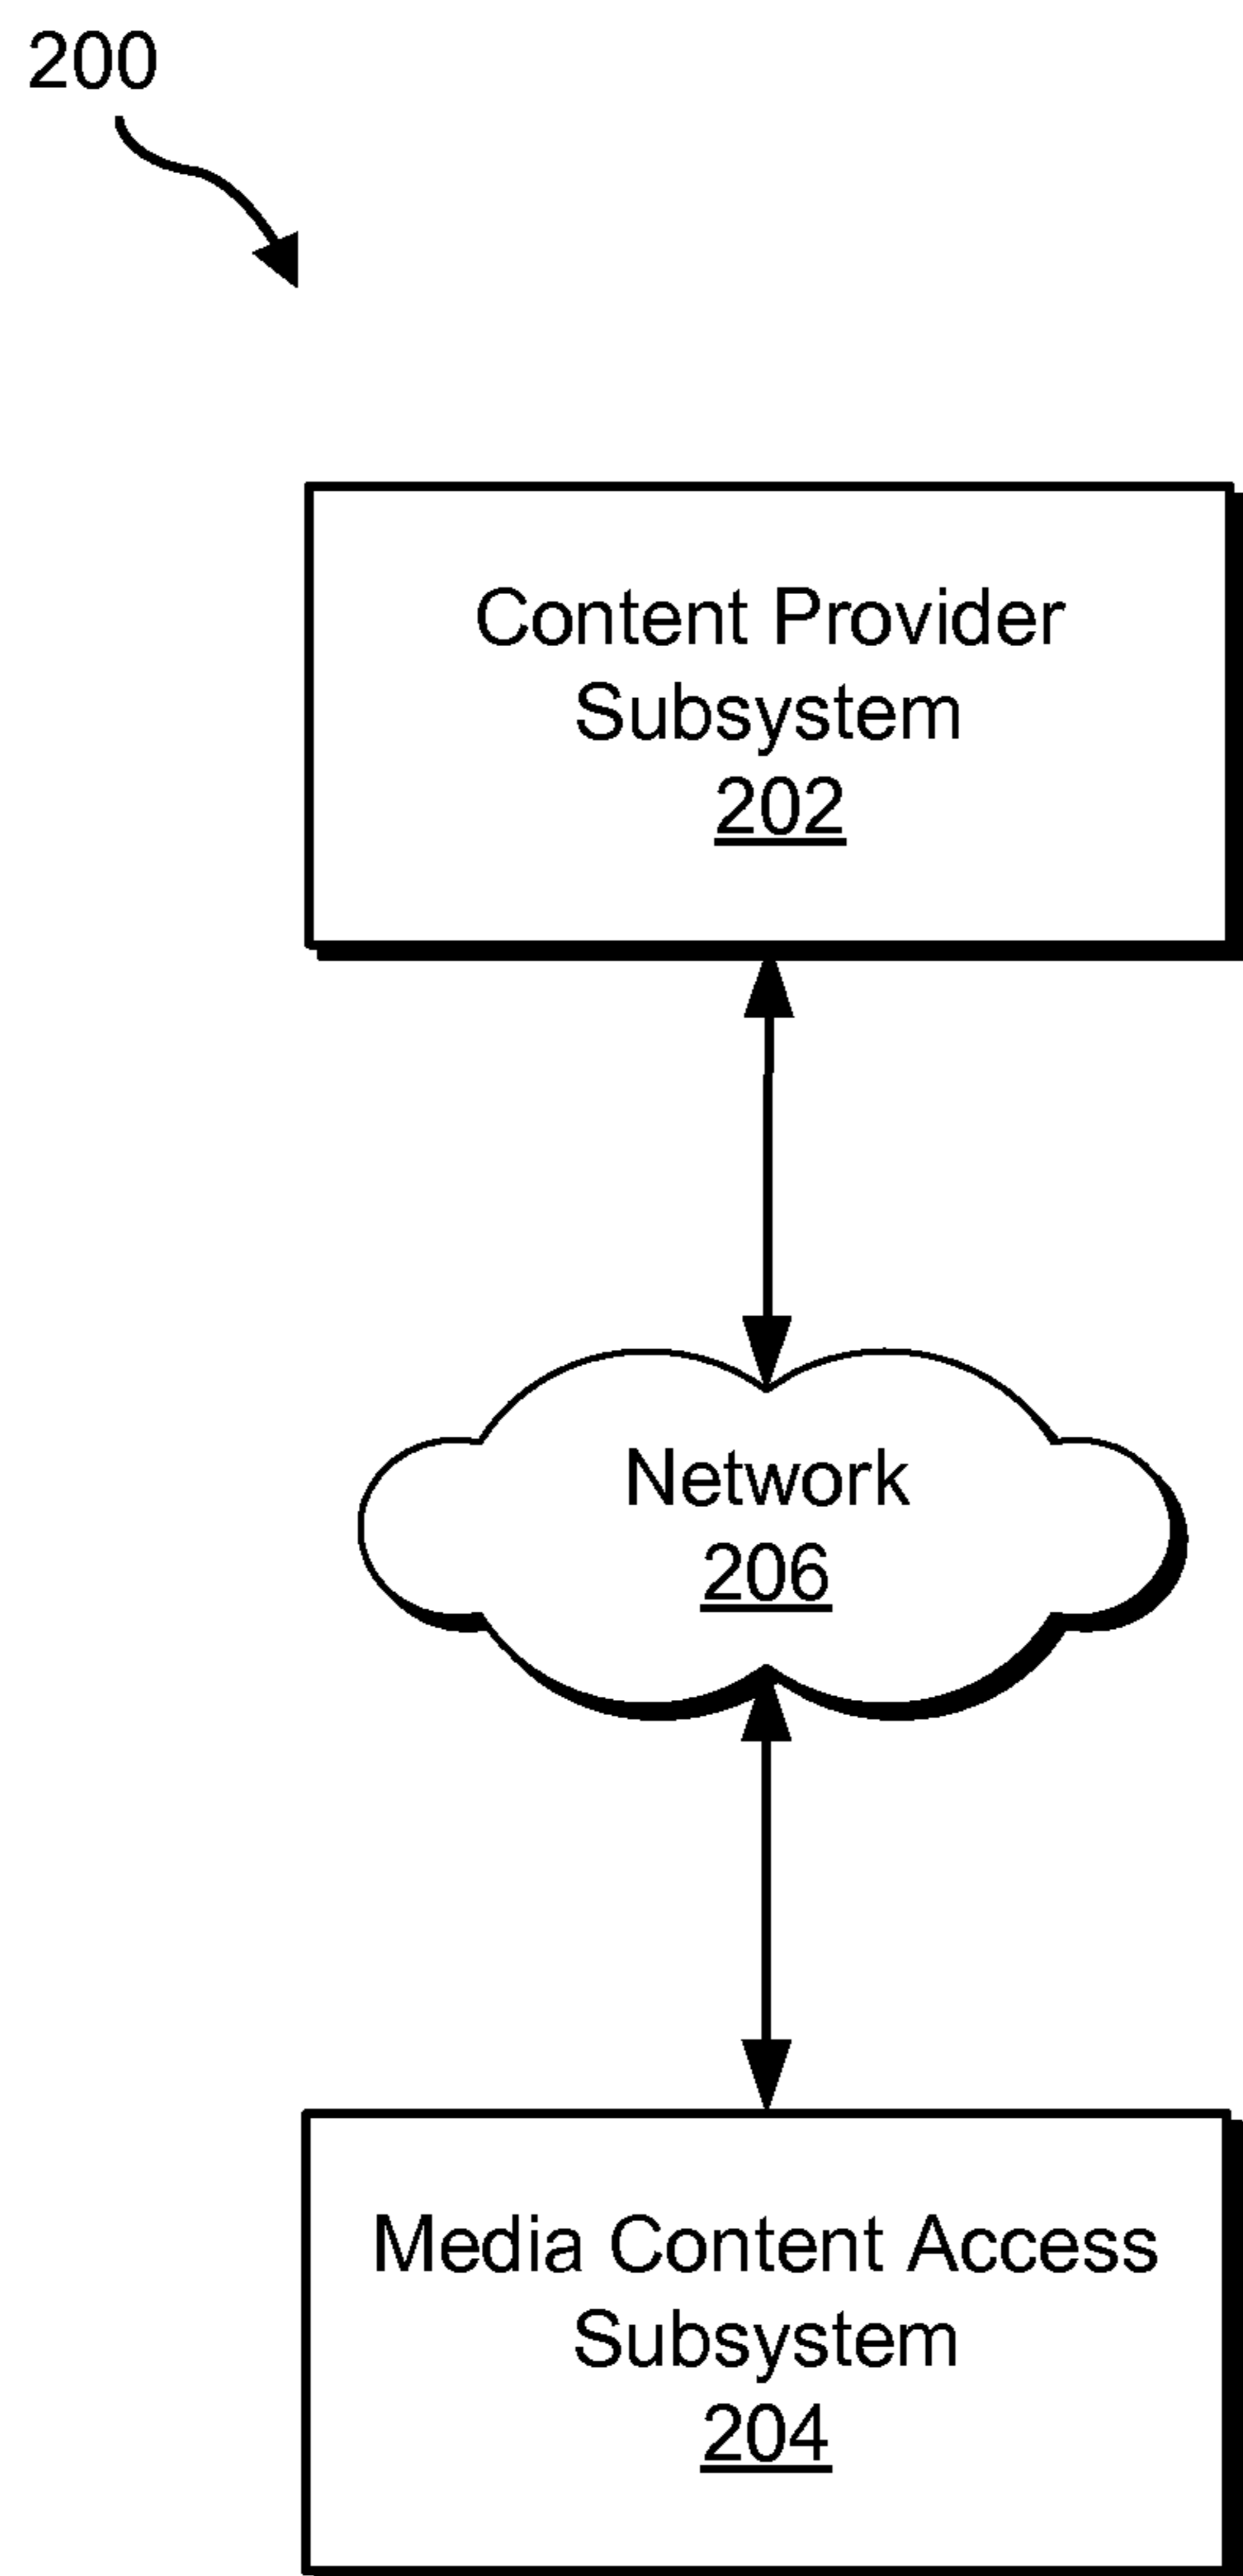 200
Content Provider
Subsystem
202
Network
206
Media Content Access
Subsystem
204